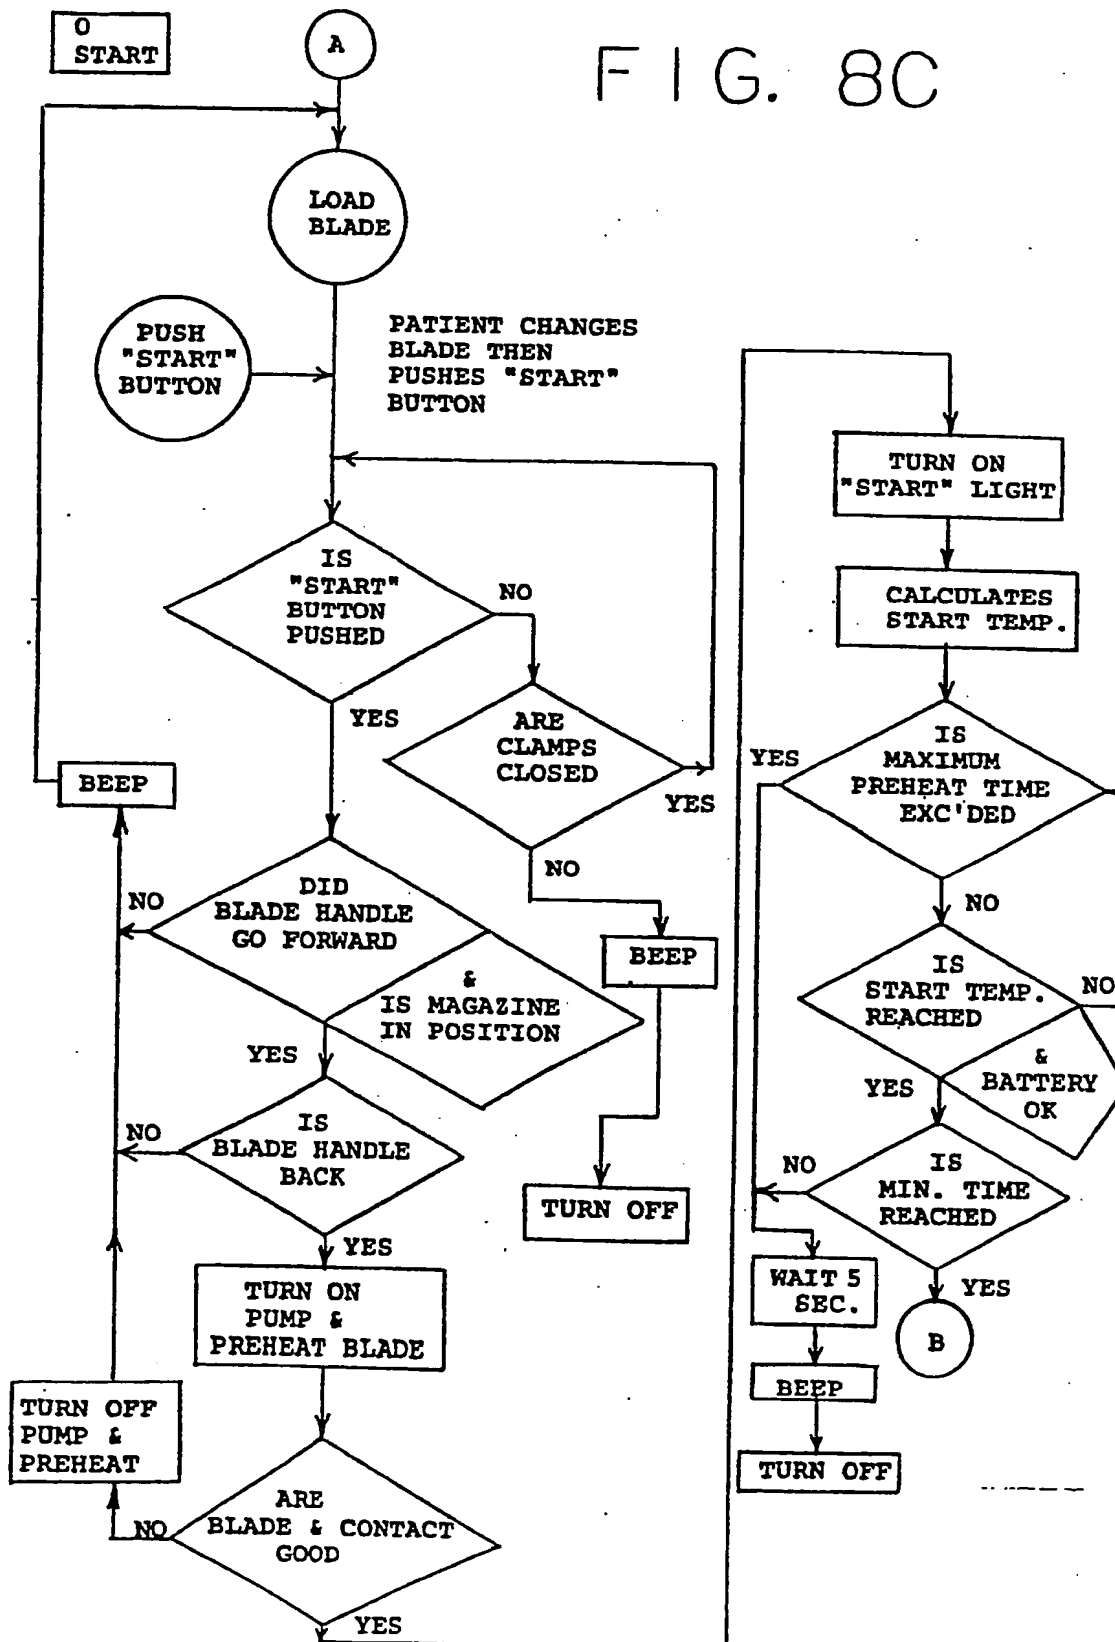 0
START
A
FIG. 8C
LOAD
BLADE
PUSH
"START"
BUTTON
PATIENT CHANGES
BLADE THEN
PUSHES "START"
BUTTON
IS
"START"
BUTTON
PUSHED
NO
YES
ARE
CLAMPS
CLOSED
YES
NO
BEEP
TURN OFF
BEEP
DID
BLADE HANDLE
GO FORWARD
NO
&
IS MAGAZINE
IN POSITION
YES
IS
BLADE HANDLE
BACK
NO
YES
TURN ON
PUMP &
PREHEAT BLADE
TURN OFF
PUMP &
PREHEAT
ARE
BLADE & CONTACT
GOOD
NO
YES
TURN ON
"START" LIGHT
CALCULATES
START TEMP.
IS
MAXIMUM
PREHEAT TIME
EXC'DED
YES
NO
IS
START TEMP.
REACHED
NO
&
BATTERY
OK
YES
IS
MIN. TIME
REACHED
NO
YES
WAIT 5
SEC.
B
BEEP
TURN OFF